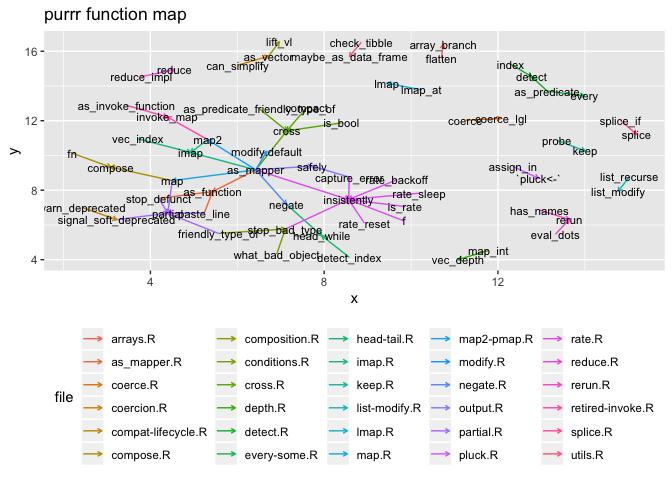 purrr function map
lift_vl
check_tibble
array_branch
16
as_vector
maybe_as_data_frame
flatten
can_simplify
index
reduce
reduce_impl
detect
lmap
lmap_at
as_predicate
every
as_invoke_function
as_predicate_friendly_type_of
compact
12
invoke_map
coerce
coerce_lgl
splice_if
is_bool
cross
splice
vec_index
map2
probe
imap
modify_default
keep
fn
compose
as_mapper
safely
assign_in
map
capture_error
rate_backoff
`pluck<-`
list_recurse
8
as_function
list_modify
stop_defunct
rate_sleep
insistently
warn_deprecated
negate
is_rate
partial
paste_line
has_names
signal_soft_deprecated
rate_reset
f
rerun
friendly_type_of
stop_bad_type
head_while
eval_dots
what_bad_object
detect_index
map_int
vec_depth
4
y
4
8
12
x
file
arrays.R
composition.R
head-tail.R
map2-pmap.R
rate.R
as_mapper.R
conditions.R
imap.R
modify.R
reduce.R
coerce.R
cross.R
keep.R
negate.R
rerun.R
coercion.R
depth.R
list-modify.R
output.R
retired-invoke.R
compat-lifecycle.R
detect.R
lmap.R
partial.R
splice.R
compose.R
every-some.R
map.R
pluck.R
utils.R